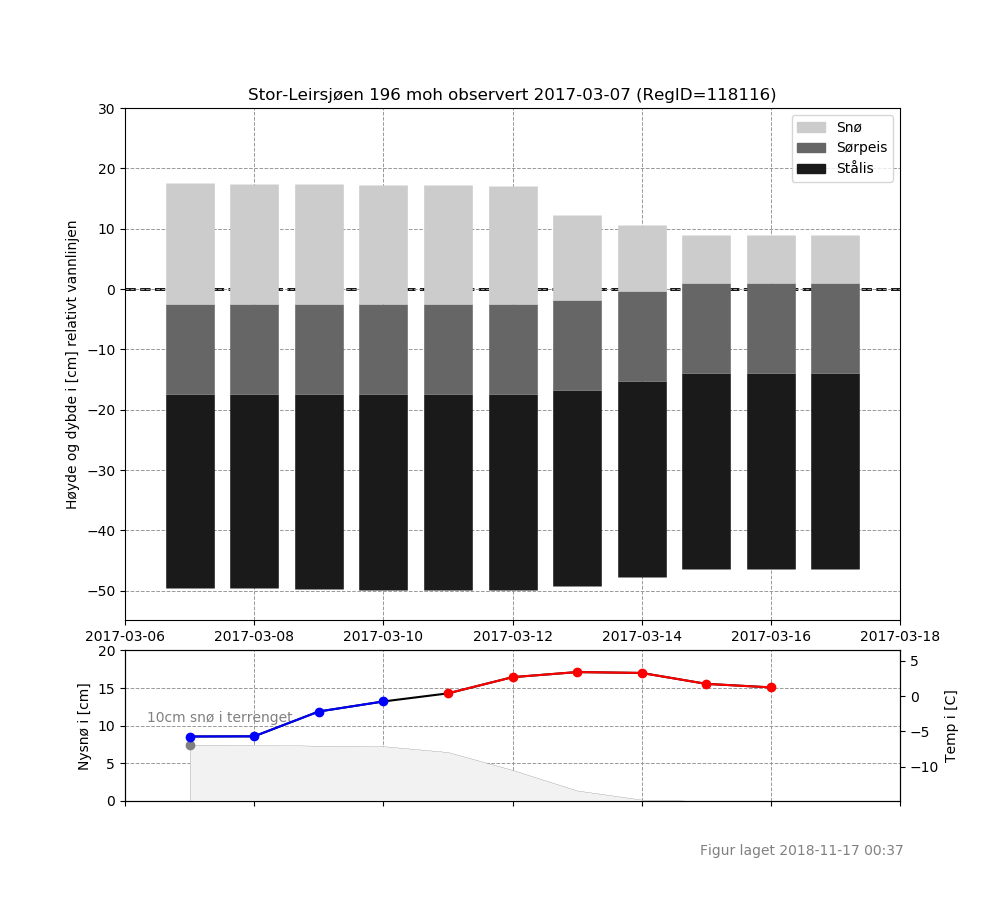 Stor-Leirsjøen 196 moh observert 2017-03-07 (RegID=118116)
30
20
10
0
−10
−20
−30
−40
−50
Høyde og dybde i [cm] relativt vannlinjen
Snø
Sørpeis
Stålis
2017-03-06 2017-03-08 2017-03-10 2017-03-12 2017-03-14 2017-03-16 2017-03-18
20
15
10
5
0
Nysnø i [cm]
10cm snø i terrenget
5
0
−5
−10
Temp i [C]
Figur laget 2018-11-17 00:37